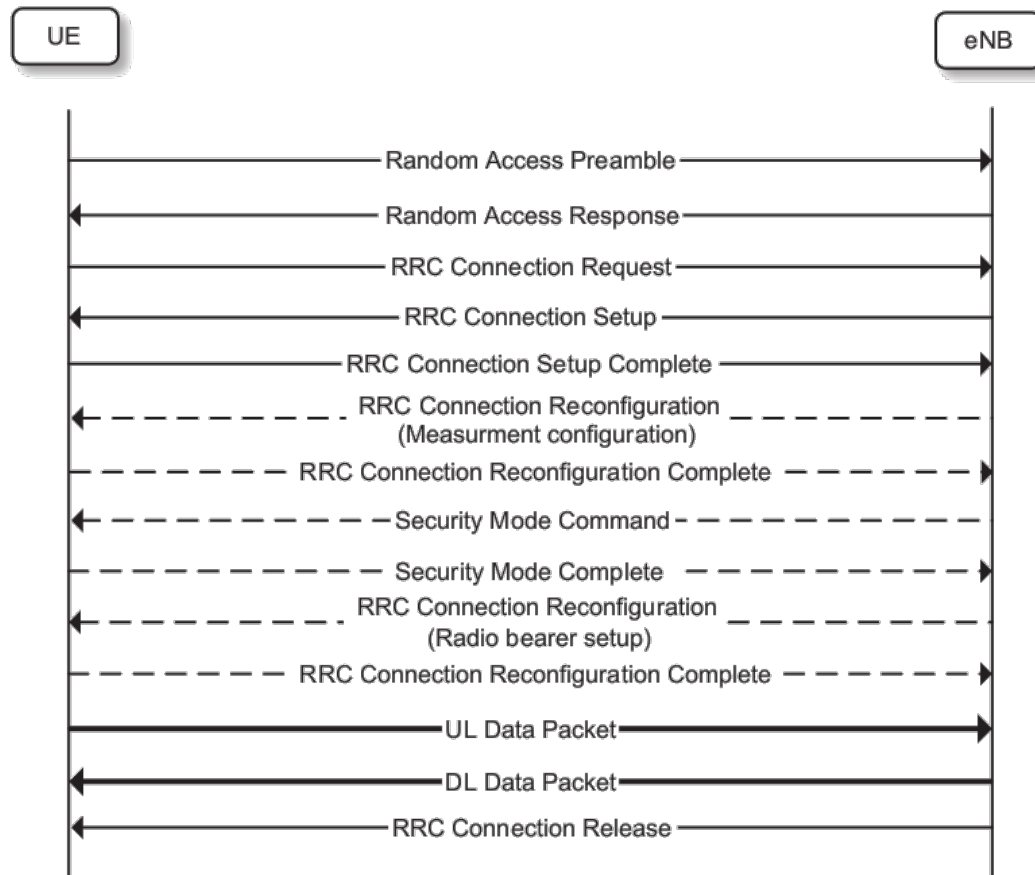 UE
eNB
Random Access Preamble
Random Access Response
RRC Connection Request
RRC Connection Setup
RRC Connection Setup Complete
RRC Connection Reconfiguration
(Measurment configuration)
RRC Connection Reconfiguration Complete
Security Mode Command
Security Mode Complete
RRC Connection Reconfiguration
(Radio bearer setup)
RRC Connection Reconfiguration Complete
UL Data Packet
DL Data Packet
RRC Connection Release